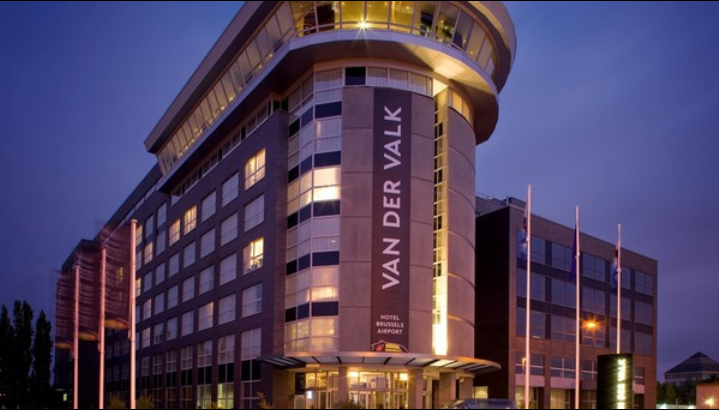 VAN DER VALK
HOTEL
BRUSSELS
AIRPORT